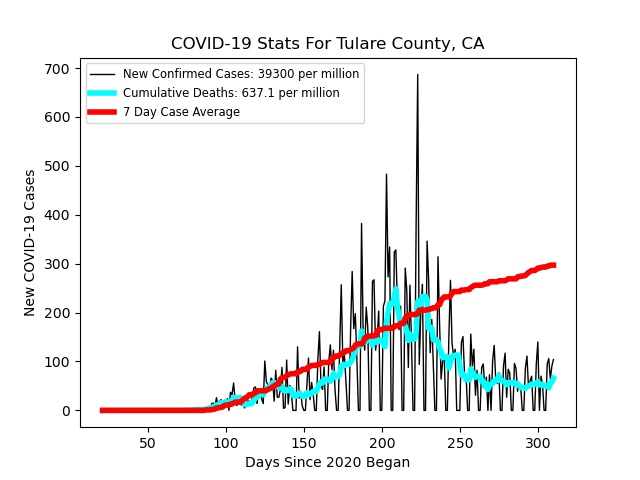 COVID-19 Stats For Tulare County, CA
New Confirmed Cases: 39300 per million
Cumulative Deaths: 637.1 per million
7 Day Case Average
700
600
500
400
300
200
100
0
New COVID-19 Cases
50 100 150 200 250 300
Days Since 2020 Began